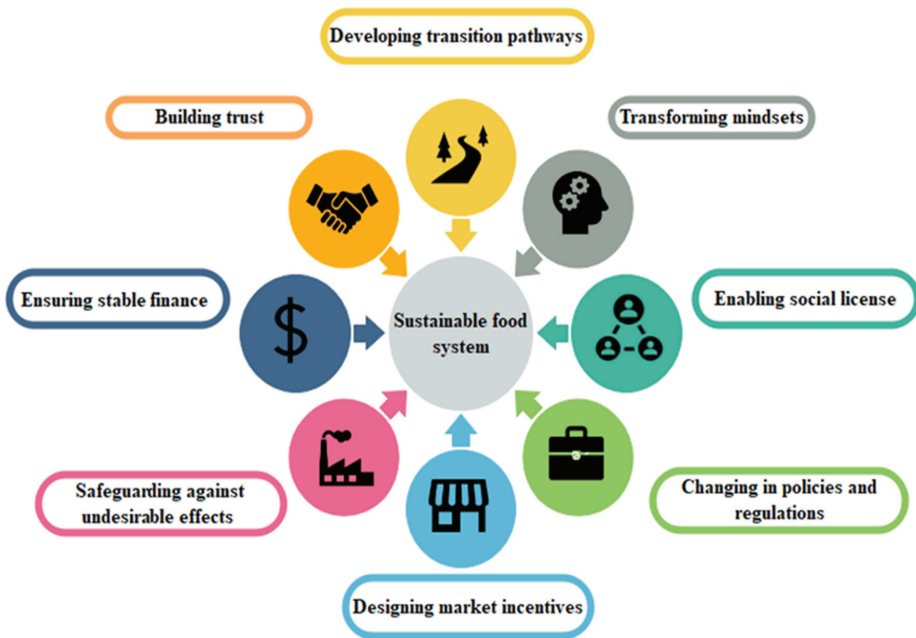 Developing transition pathways
Building trust
Transforming mindsets
Ensuring stable finance
Sustainable food
system
Enabling social license
Safeguarding against
undesirable effects
Changing in policies and
regulations
Designing market incentives
$